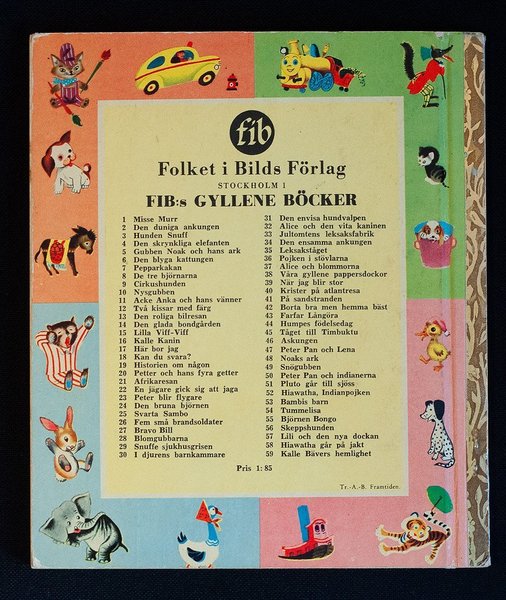 fib
Folket i Bilds Förlag
STOCKHOLM 1
FIB:s GYLLENE BÖCKER
1 Misse Murr
2 Den duniga ankungen
3 Hunden Snuff
4 Den skrynkliga elefanten
5 Gubben Noak och hans ark
6 Den blyga kattungen
7 Pepparkakan
8 De tre björnarna
9 Cirkushunden
10 Nysgubben
11 Acke Anka och hans vänner
12 Två kissar med färg
13 Den roliga bilresan
14 Den glada bondgården
15 Lilla Viff-Viff
16 Kalle Kanin
17 Här bor jag
18 Kan du svara?
19 Historien om någon
20 Petter och hans fyra getter
21 Afrikaresan
22 En jägare gick sig att jaga
23 Peter blir flygare
24 Den bruna björnen
25 Svarta Sambo
26 Fem små brandsoldater
27 Bravo Bill
28 Blomgubbarna
29 Snuffe sjukhusgrisen
30 I djurens barnkammare
31 Den envisa hundvalpen
32 Alice och den vita kaninen
33 Jultomtens leksaksfabrik
34 Den ensamma ankungen
35 Leksakståget
36 Pojken i stövlarna
37 Alice och blommorna
38 Våra gyllene pappersdockor
39 När jag blir stor
40 Krister på atlantresa
41 På sandstranden
42 Borta bra men hemma bäst
43 Farfar Långöra
44 Humpes födelsedag
45 Tåget till Timbuktu
46 Askungen
47 Peter Pan och Lena
48 Noaks ark
49 Snögubben
50 Peter Pan och indianerna
51 Pluto går till sjöss
52 Hiawatha, Indianpojken
53 Bambis barn
54 Tummelisa
55 Björnen Bongo
56 Skeppshunden
57 Lili och den nya dockan
58 Hiawatha går på jakt
59 Kalle Bävers hemlighet
Pris 1:85
Tr.-A.-B. Framtiden.